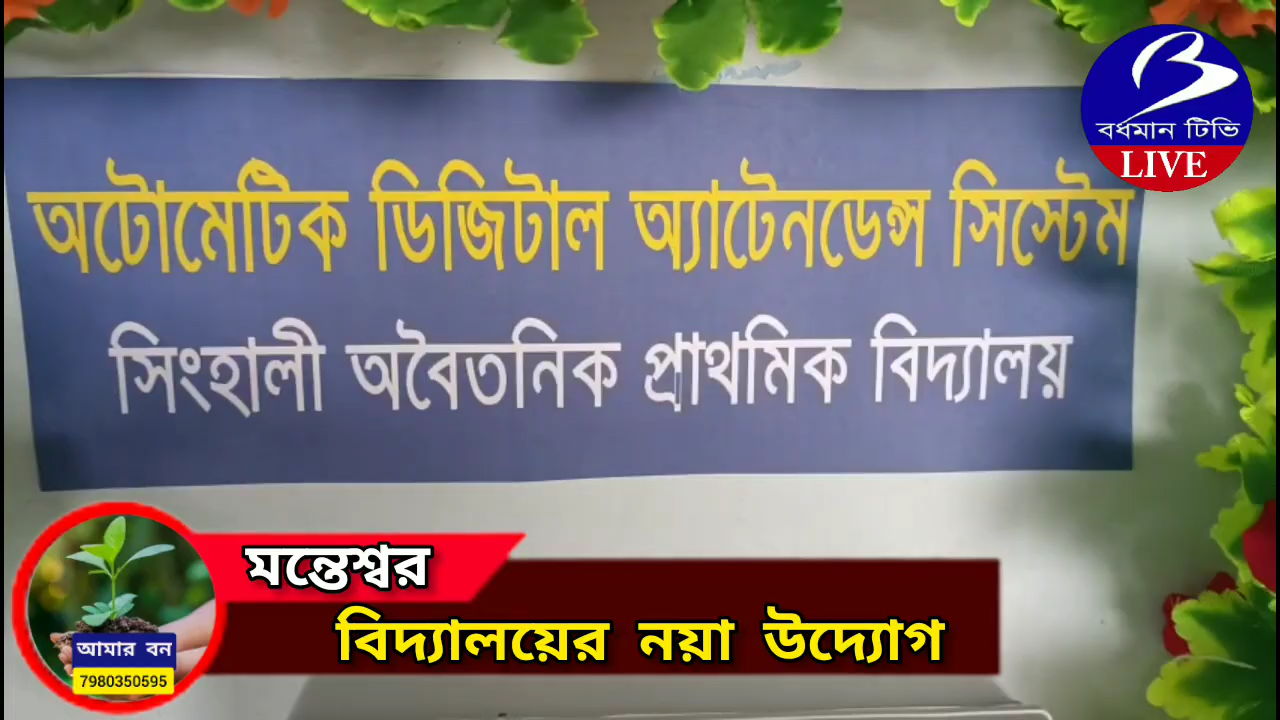 বর্ধমান টিভি
LIVE
অটোমেটিক ডিজিটাল অ্যাটেনডেন্স সিস্টেম
সিংহালী অবৈতনিক প্রাথমিক বিদ্যালয়
মন্তেশ্বর
বিদ্যালয়ের নয়া উদ্যোগ
আমার বন
7980350595